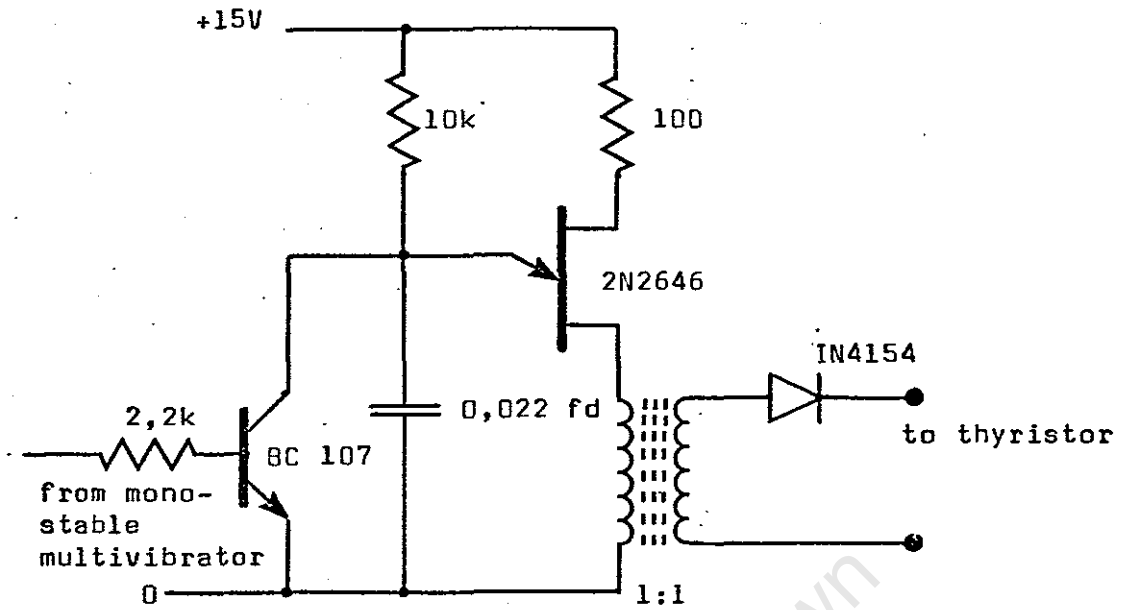 +15V
10k
100
2N2646
IN4154
2,2k
0,022 fd
BC 107
to thyristor
from mono-
stable
multivibrator
0
1:1
wn